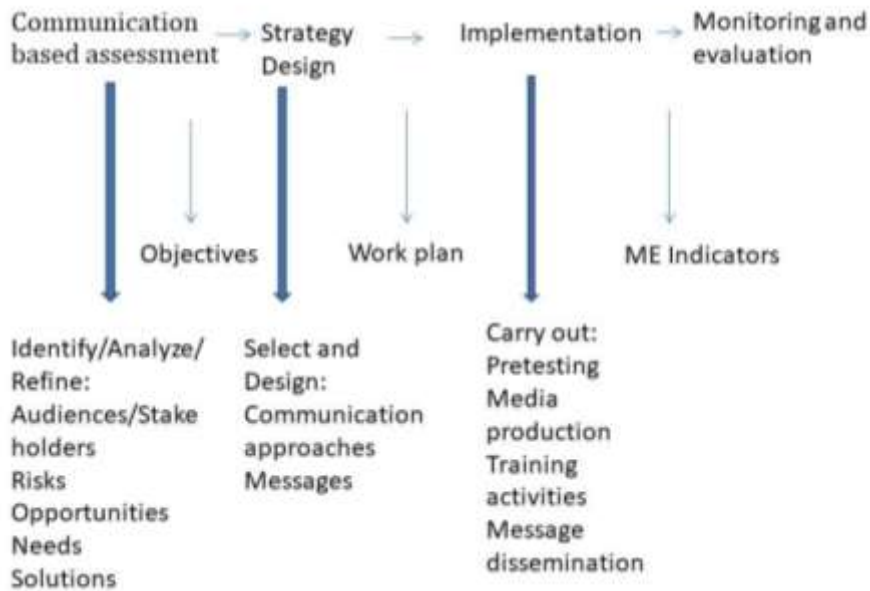 Communication
based assessment
Strategy
Design
Implementation
Monitoring and
evaluation
Objectives
Work plan
ME Indicators
Identify/Analyze/
Refine:
Audiences/Stake
holders
Risks
Opportunities
Needs
Solutions
Select and
Design:
Communication
approaches
Messages
Carry out:
Pretesting
Media
production
Training
activities
Message
dissemination